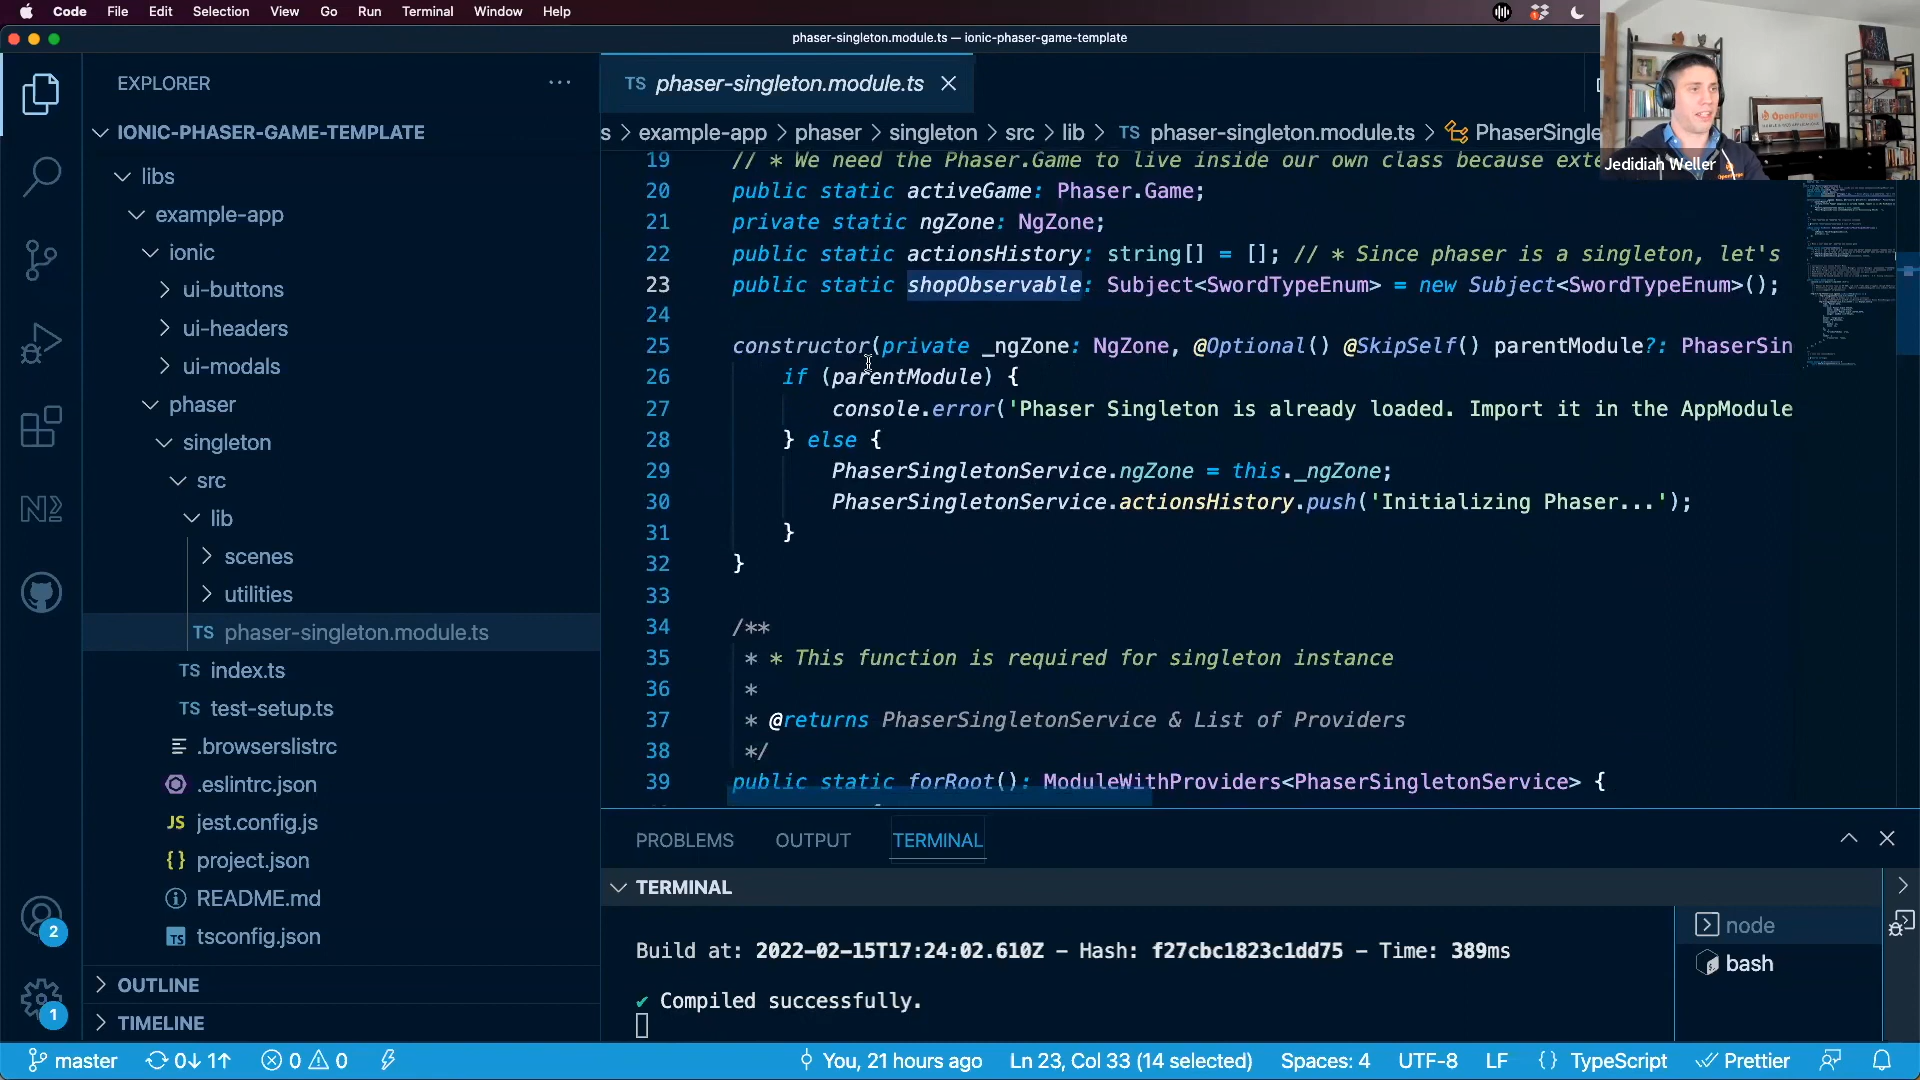 Code File Edit Selection View Go Run Terminal Window Help
phaser-singleton.module.ts — ionic-phaser-game-template
EXPLORER
TS phaser-singleton.module.ts
IONIC-PHASER-GAME-TEMPLATE
s > example-app > phaser > singleton > src > lib > TS phaser-singleton.module.ts > PhaserSingle
Jedidiah Weller
OpenForge
libs
example-app
ionic
ui-buttons
ui-headers
ui-modals
phaser
singleton
src
lib
scenes
utilities
TS phaser-singleton.module.ts
TS index.ts
TS test-setup.ts
.browserslistrc
.eslintrc.json
JS jest.config.js
{} project.json
README.md
TS tsconfig.json
OUTLINE
TIMELINE
2
1
19 // * We need the Phaser.Game to live inside our own class because exte
20 public static activeGame: Phaser.Game;
21 private static ngZone: NgZone;
22 public static actionsHistory: string[] = []; // * Since phaser is a singleton, let's
23 public static shopObservable: Subject<SwordTypeEnum> = new Subject<SwordTypeEnum>();
24
25 constructor(private _ngZone: NgZone, @Optional() @SkipSelf() parentModule?: PhaserSin
26 if (parentModule) {
27 console.error('Phaser Singleton is already loaded. Import it in the AppModule
28 } else {
29 PhaserSingletonService.ngZone = this._ngZone;
30 PhaserSingletonService.actionsHistory.push('Initializing Phaser...');
31 }
32 }
33
34 /**
35 * * This function is required for singleton instance
36 *
37 * @returns PhaserSingletonService & List of Providers
38 */
39 public static forRoot(): ModuleWithProviders<PhaserSingletonService> {
PROBLEMS OUTPUT TERMINAL
TERMINAL
Build at: 2022-02-15T17:24:02.610Z - Hash: f27cbc1823c1dd75 - Time: 389ms
✔ Compiled successfully.
node
bash
master 0↓ 1↑ 0 0 You, 21 hours ago Ln 23, Col 33 (14 selected) Spaces: 4 UTF-8 LF {} TypeScript Prettier